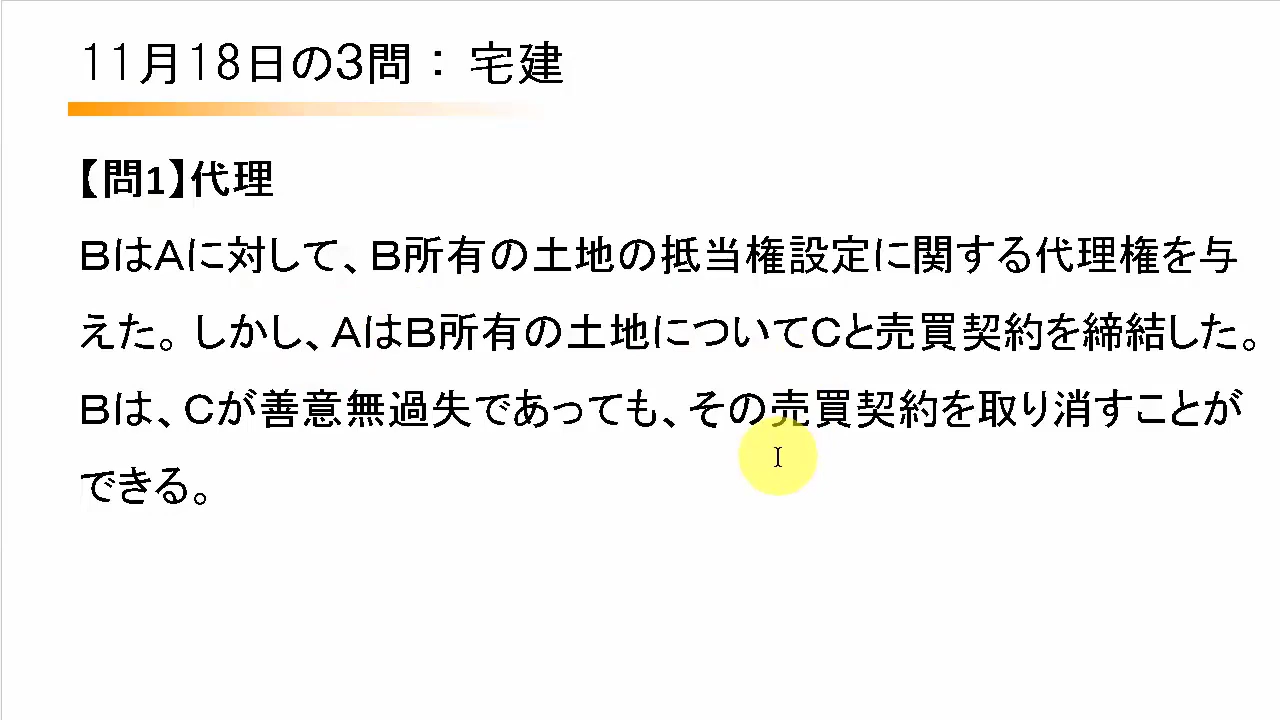 11月18日の3問： 宅建
【問1】代理
BはAに対して、B所有の土地の抵当権設定に関する代理権を与
えた。しかし、AはB所有の土地についてCと売買契約を締結した。
Bは、Cが善意無過失であっても、その売買契約を取り消すことが
できる。